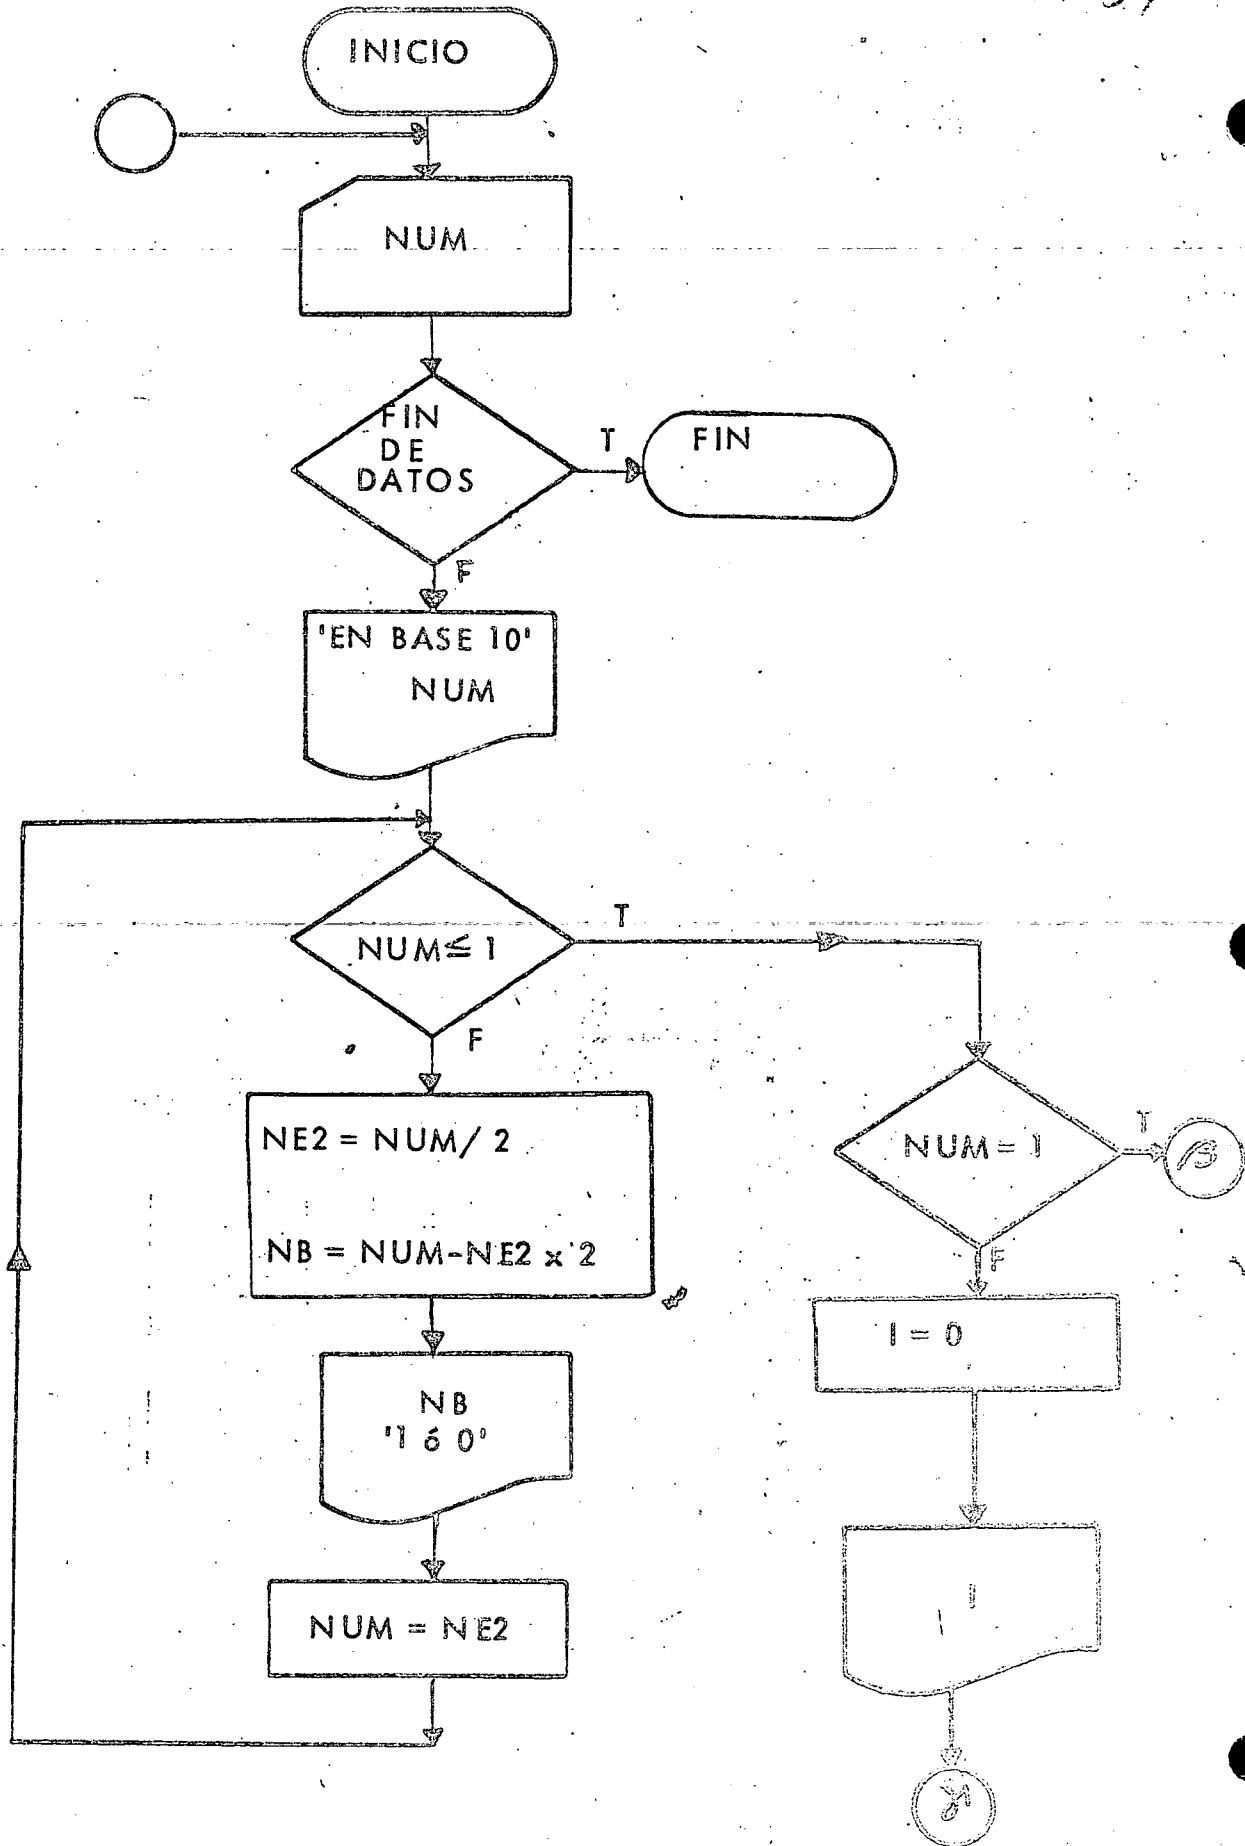 INICIO
NUM
FIN
DE
DATOS
T
FIN
F
'EN BASE 10'
NUM
NUM ≤ 1
T
F
NE2 = NUM / 2
NB = NUM - NE2 x 2
NUM = 1
T
β
F
I = 0
NB
'1 ó 0'
I
NUM = NE2